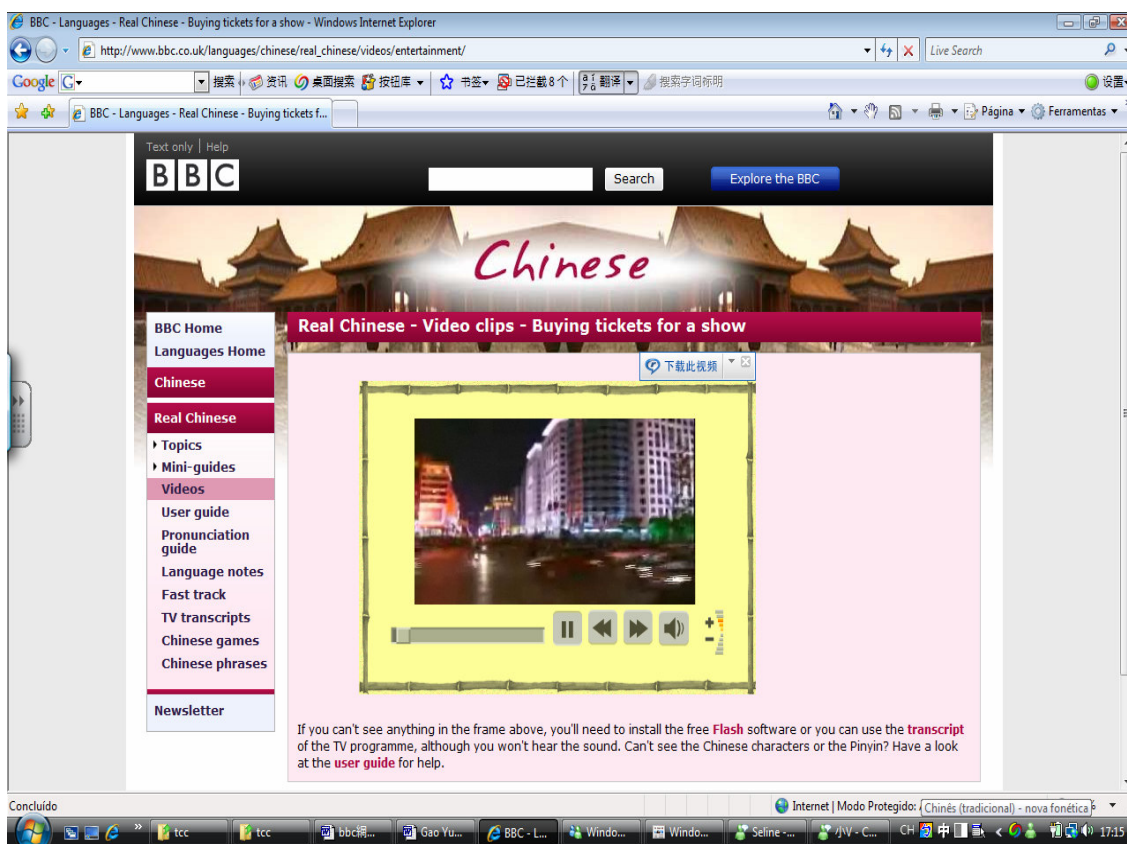 BBC - Languages - Real Chinese - Buying tickets for a show - Windows Internet Explorer
http://www.bbc.co.uk/languages/chinese/real_chinese/videos/entertainment/
Live Search
Google
搜索
资讯
桌面搜索
按钮库
书签
已拦截8个
翻译
搜索字词标明
设置
BBC - Languages - Real Chinese - Buying tickets f...
Página
Ferramentas
Text only | Help
BBC
Search
Explore the BBC
Chinese
BBC Home
Languages Home
Chinese
Real Chinese
Topics
Mini-guides
Videos
User guide
Pronunciation
guide
Language notes
Fast track
TV transcripts
Chinese games
Chinese phrases
Newsletter
Real Chinese - Video clips - Buying tickets for a show
下载此视频
If you can't see anything in the frame above, you'll need to install the free Flash software or you can use the transcript
of the TV programme, although you won't hear the sound. Can't see the Chinese characters or the Pinyin? Have a look
at the user guide for help.
Concluído
Internet | Modo Protegido:
Chinês (tradicional) - nova fonética
tcc
tcc
bbc網...
Gao Yu...
BBC - L...
Windo...
Windo...
Seline -...
小V - C...
CH
中
17:15